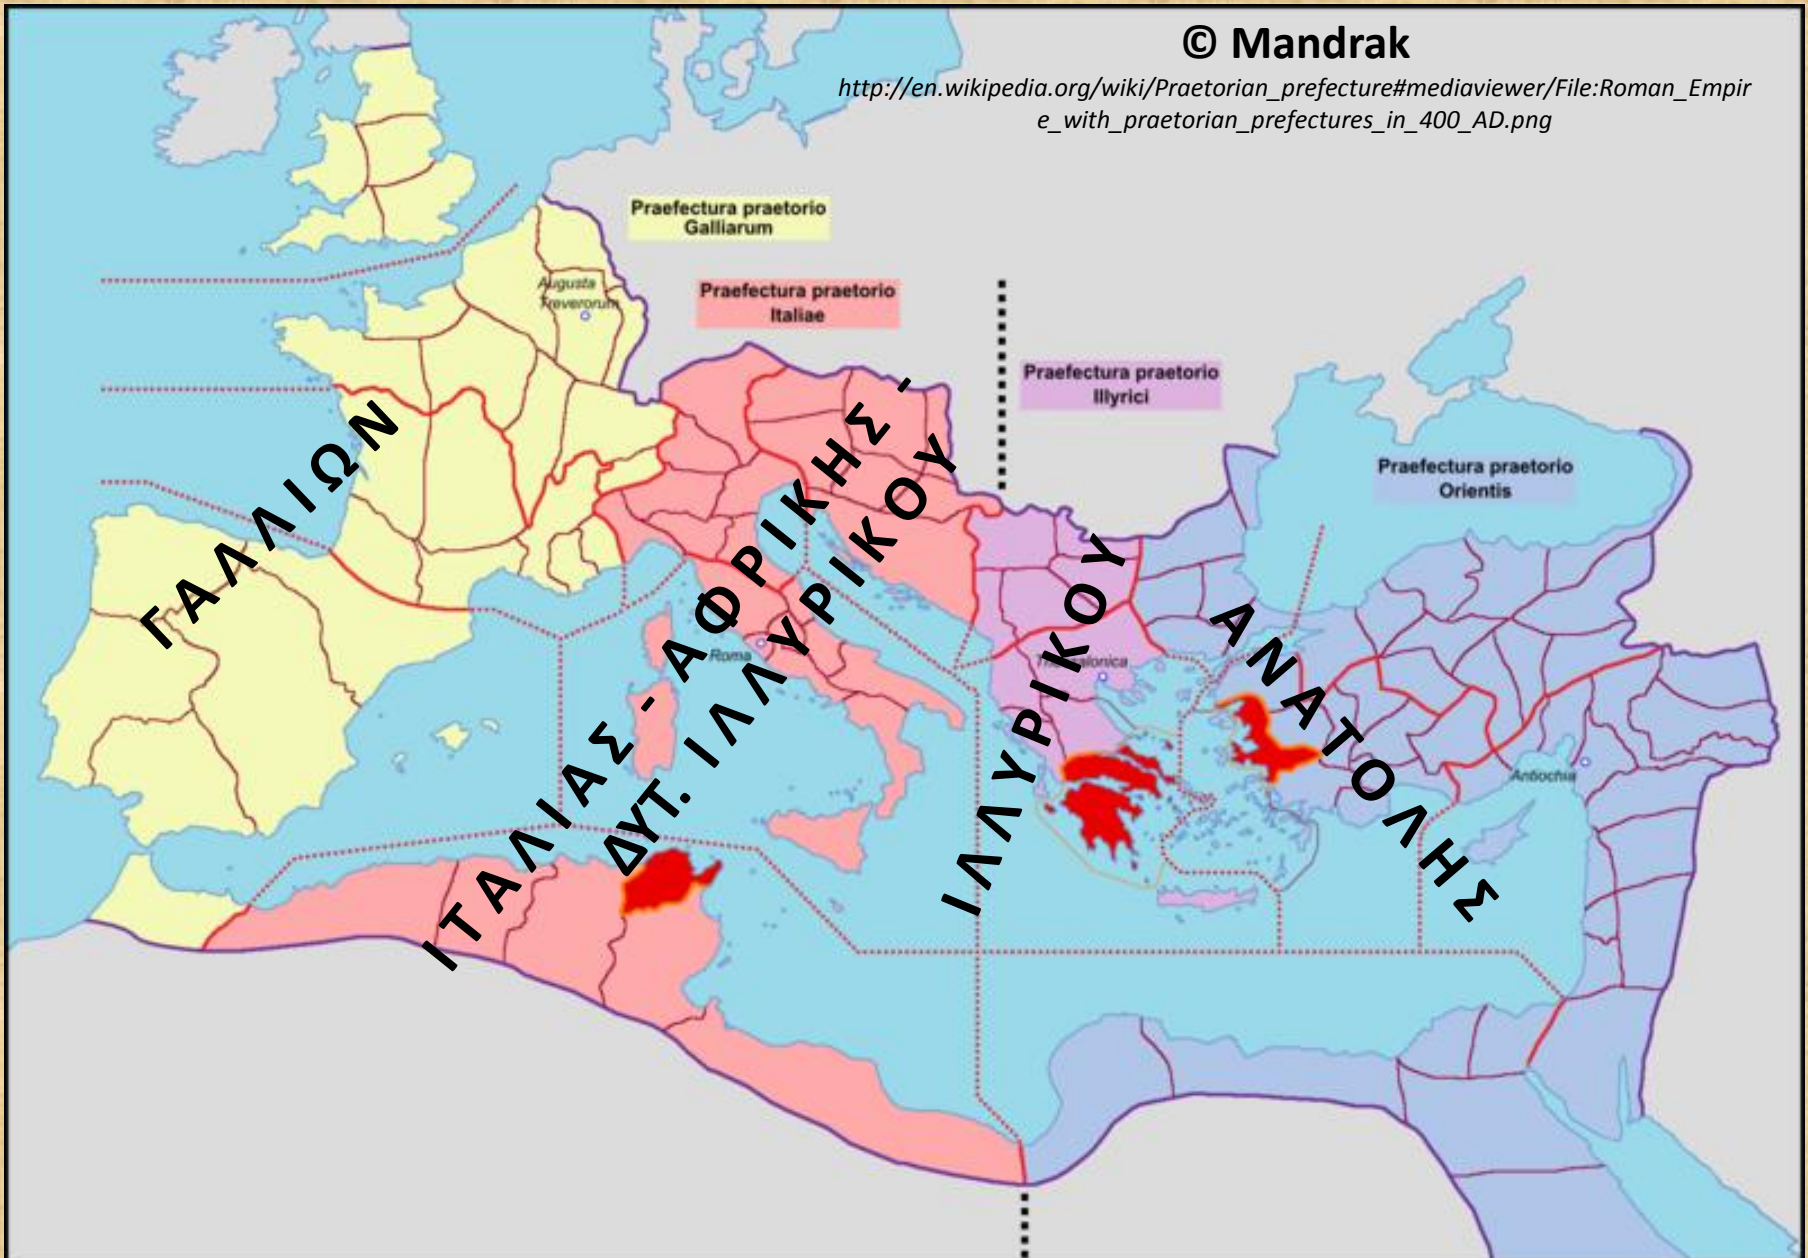 © Mandrak
http://en.wikipedia.org/wiki/Praetorian_prefecture#mediaviewer/File:Roman_Empir
e_with_praetorian_prefectures_in_400_AD.png
Praefectura praetorio
Galliarum
Augusta
Treverorum
Praefectura praetorio
Italiae
Praefectura praetorio
Illyrici
Praefectura praetorio
Orientis
ΓΑΛΛΙΩΝ
ΙΤΑΛΙΑΣ - ΑΦΡΙΚΗΣ -
ΔΥΤ. ΙΛΛΥΡΙΚΟΥ
ΙΛΛΥΡΙΚΟΥ
ΑΝΑΤΟΛΗΣ
Roma
Thessalonica
Antiochia